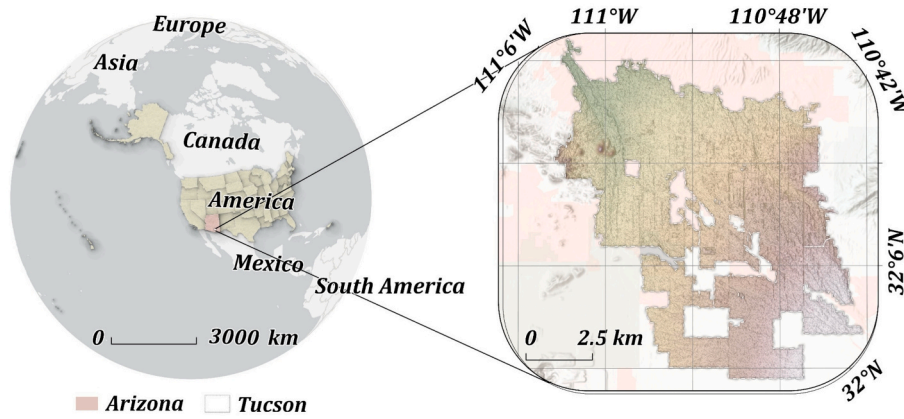 Europe
Asia
Canada
America
Mexico
South America
0 3000 km
Arizona
Tucson
111°6'W
111°W
110°48'W
110°42'W
32°6'N
32°N
0 2.5 km